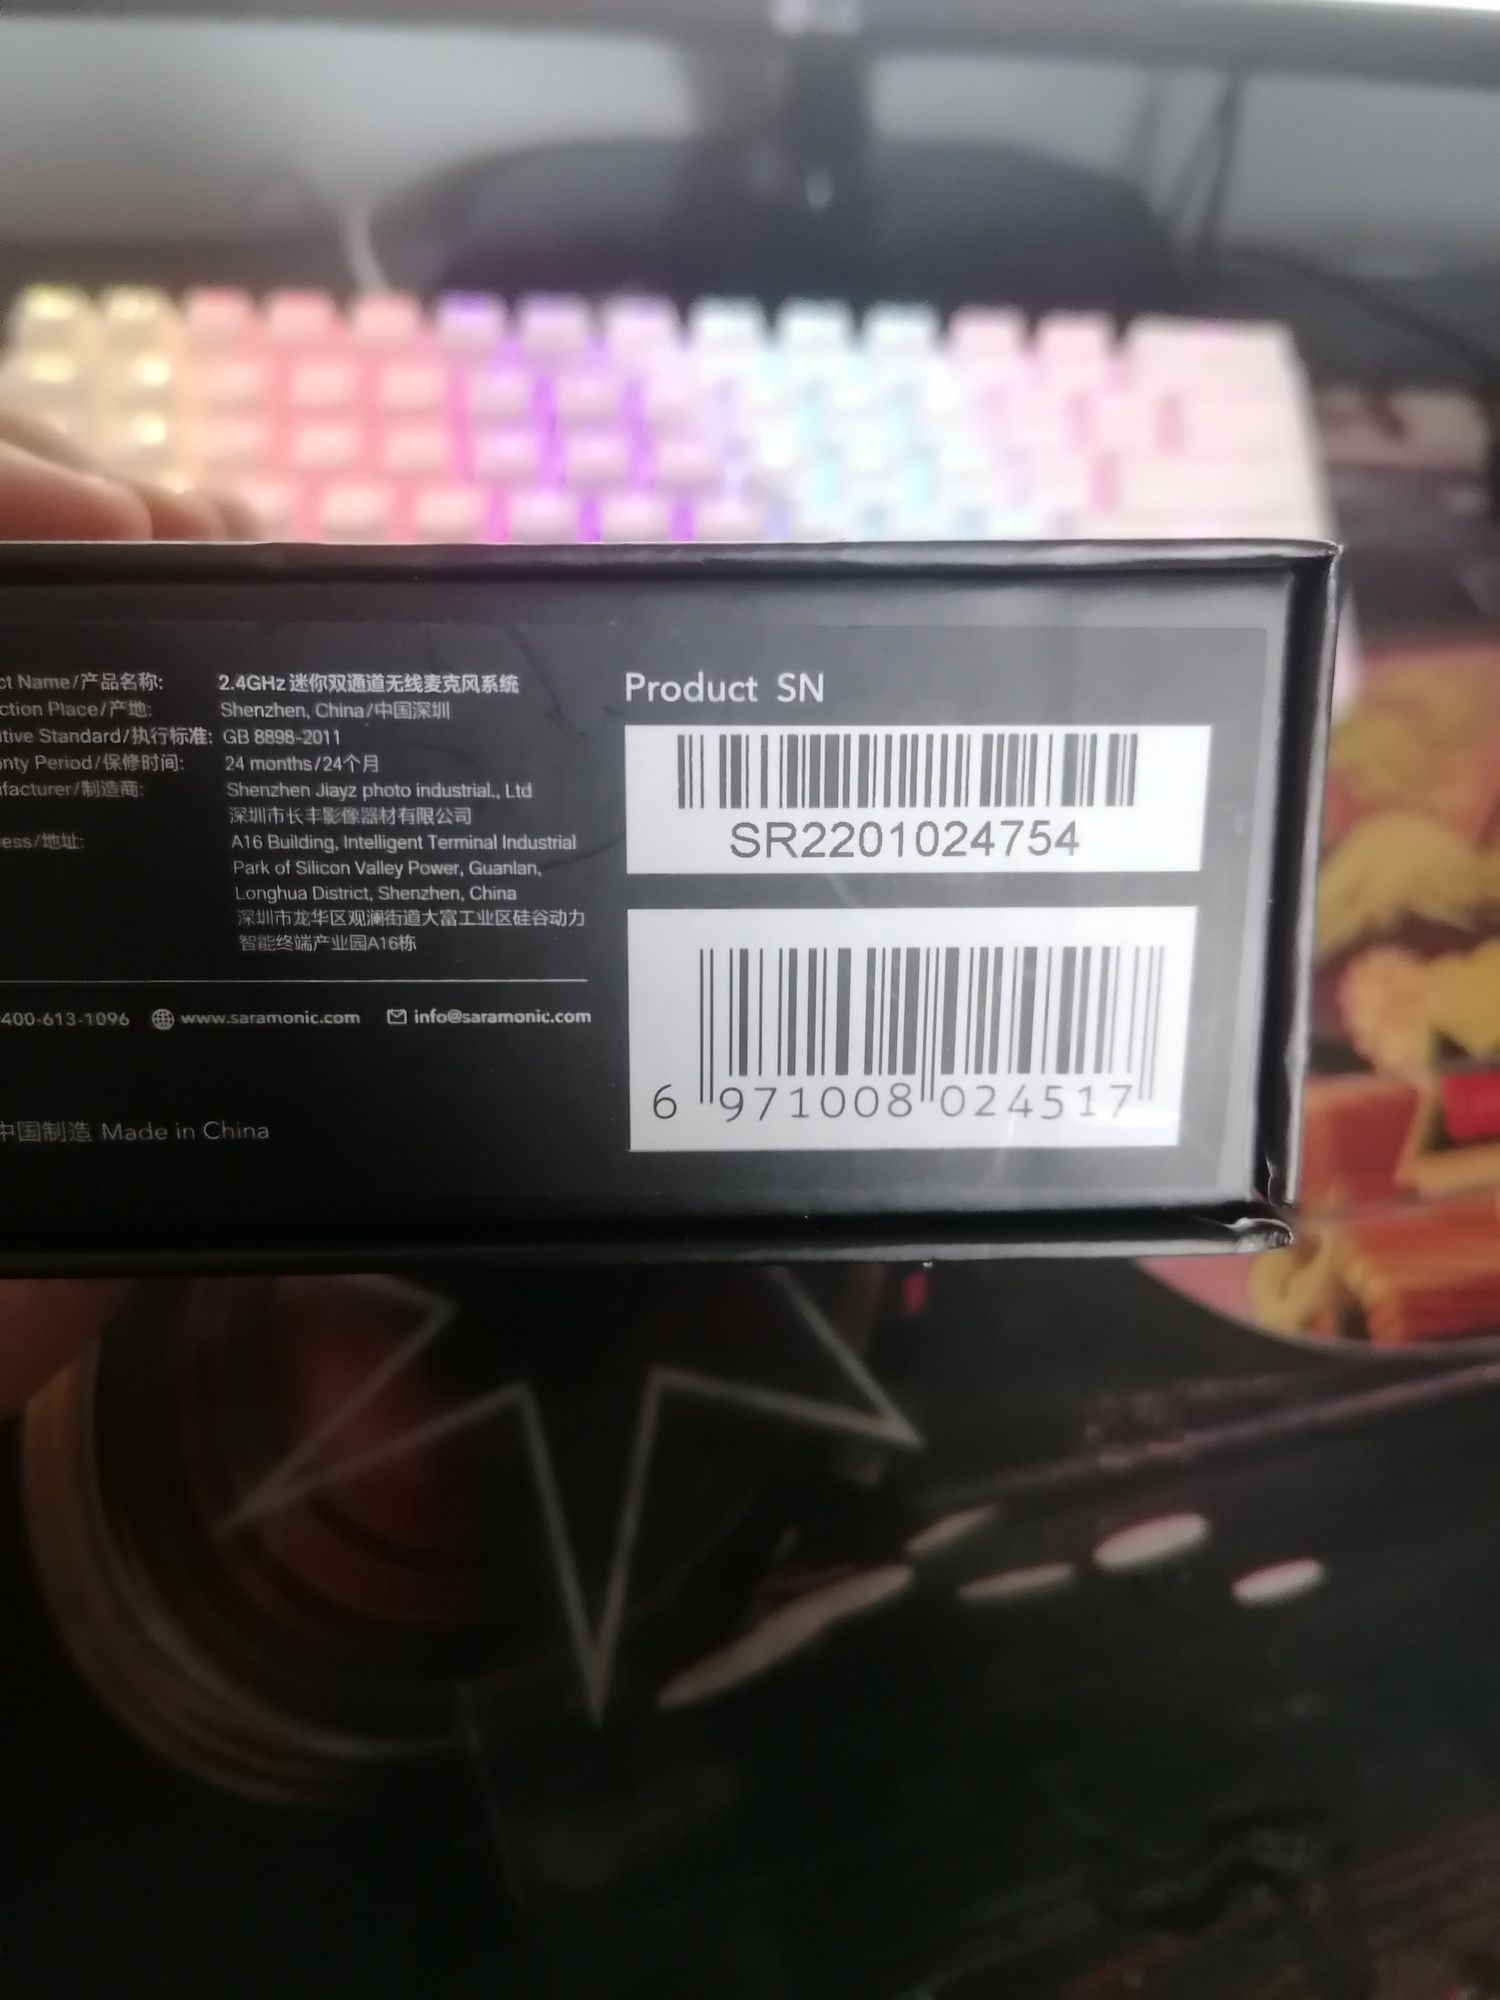 ct Name/产品名称: 2.4GHz 迷你双通道无线麦克风系统
ction Place/产地: Shenzhen, China/中国深圳
tive Standard/执行标准: GB 8898-2011
nty Period/保修时间: 24 months/24个月
facturer/制造商: Shenzhen Jiayz photo industrial., Ltd
深圳市长丰影像器材有限公司
ess/地址: A16 Building, Intelligent Terminal Industrial
Park of Silicon Valley Power, Guanlan,
Longhua District, Shenzhen, China
深圳市龙华区观澜街道大富工业区硅谷动力
智能终端产业园A16栋
400-613-1096 www.saramonic.com info@saramonic.com
中国制造 Made in China
Product SN
SR2201024754
6 971008 024517